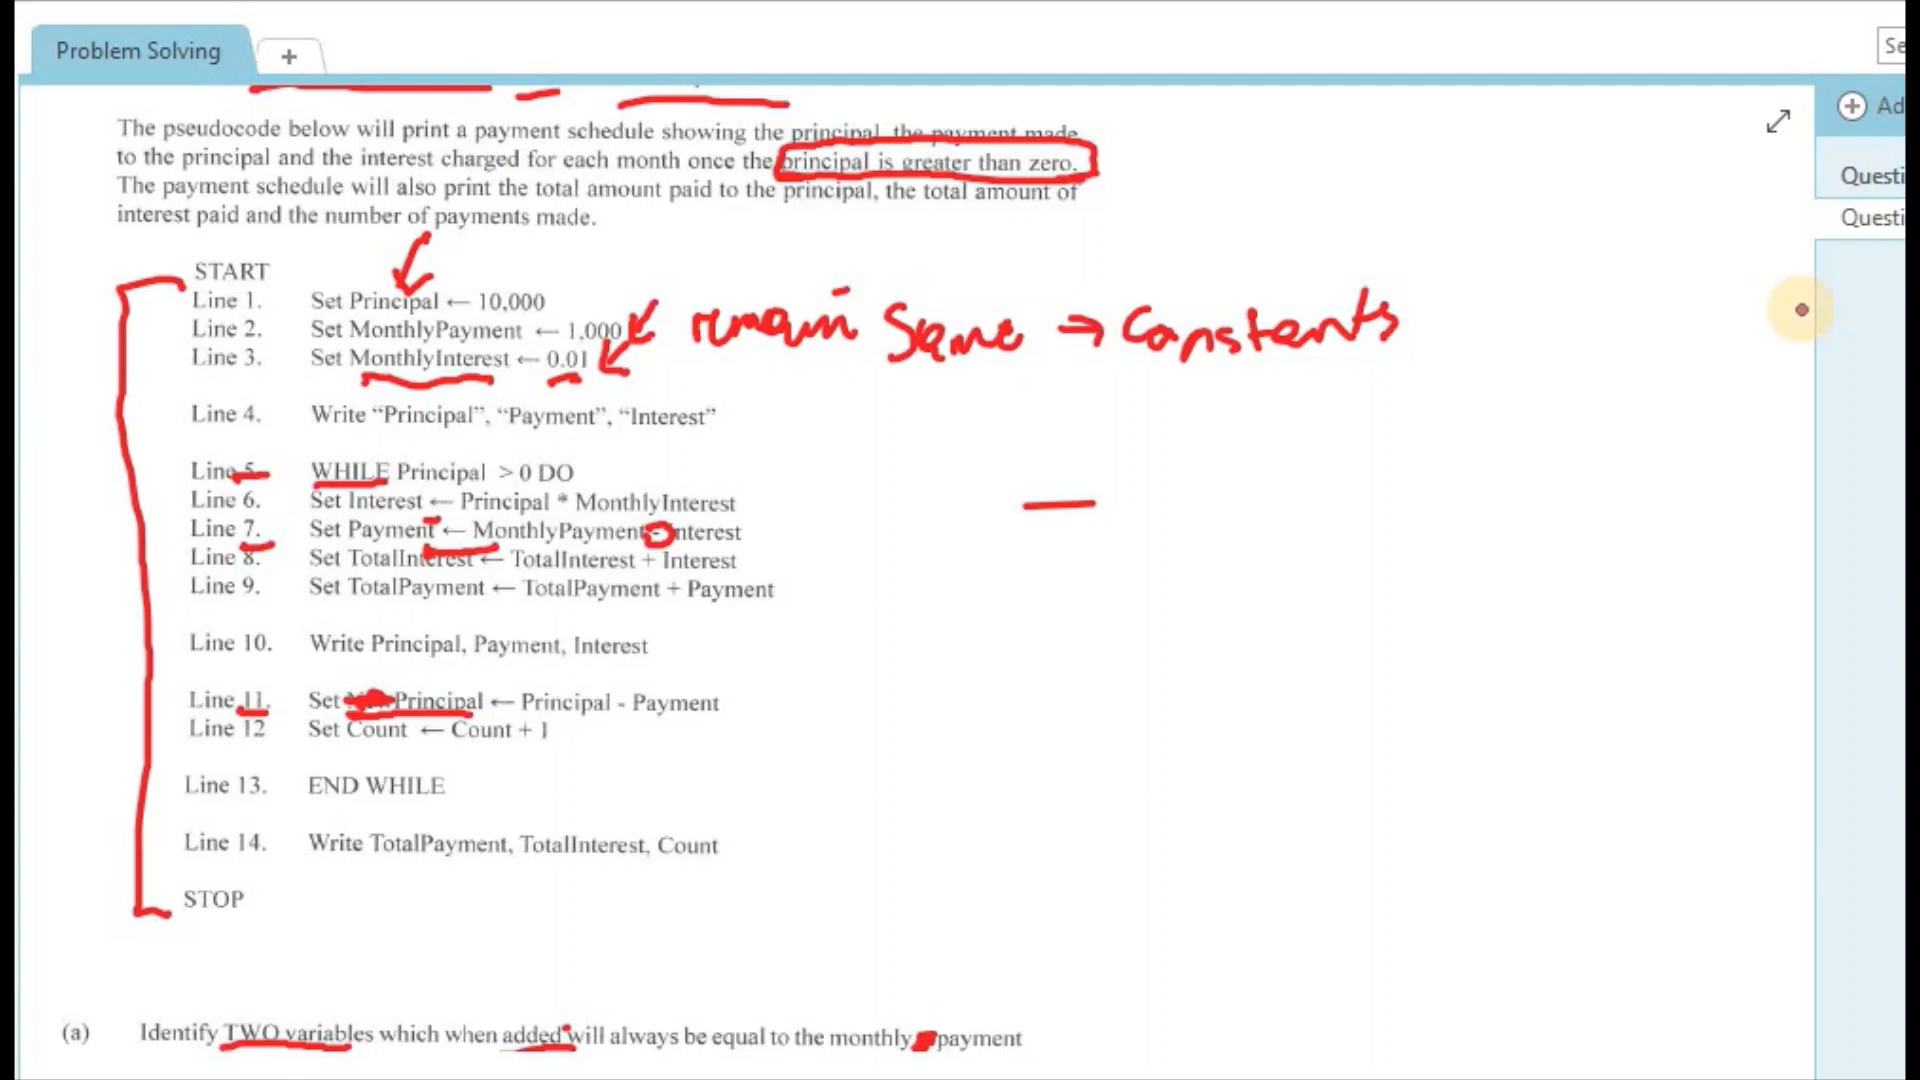 Problem Solving
+
Se
Ad
The pseudocode below will print a payment schedule showing the principal, the payment made
to the principal and the interest charged for each month once the principal is greater than zero.
The payment schedule will also print the total amount paid to the principal, the total amount of
interest paid and the number of payments made.
Questi
Questi
START
Line 1. Set Principal ← 10,000
Line 2. Set MonthlyPayment ← 1,000
remain Same → Constants
Line 3. Set MonthlyInterest ← 0.01
Line 4. Write “Principal”, “Payment”, “Interest”
Line 5. WHILE Principal > 0 DO
Line 6. Set Interest ← Principal * MonthlyInterest
Line 7. Set Payment ← MonthlyPayment - Interest
Line 8. Set TotalInterest ← TotalInterest + Interest
Line 9. Set TotalPayment ← TotalPayment + Payment
Line 10. Write Principal, Payment, Interest
Line 11. Set Principal ← Principal - Payment
Line 12 Set Count ← Count + 1
Line 13. END WHILE
Line 14. Write TotalPayment, TotalInterest, Count
STOP
(a) Identify TWO variables which when added will always be equal to the monthly payment